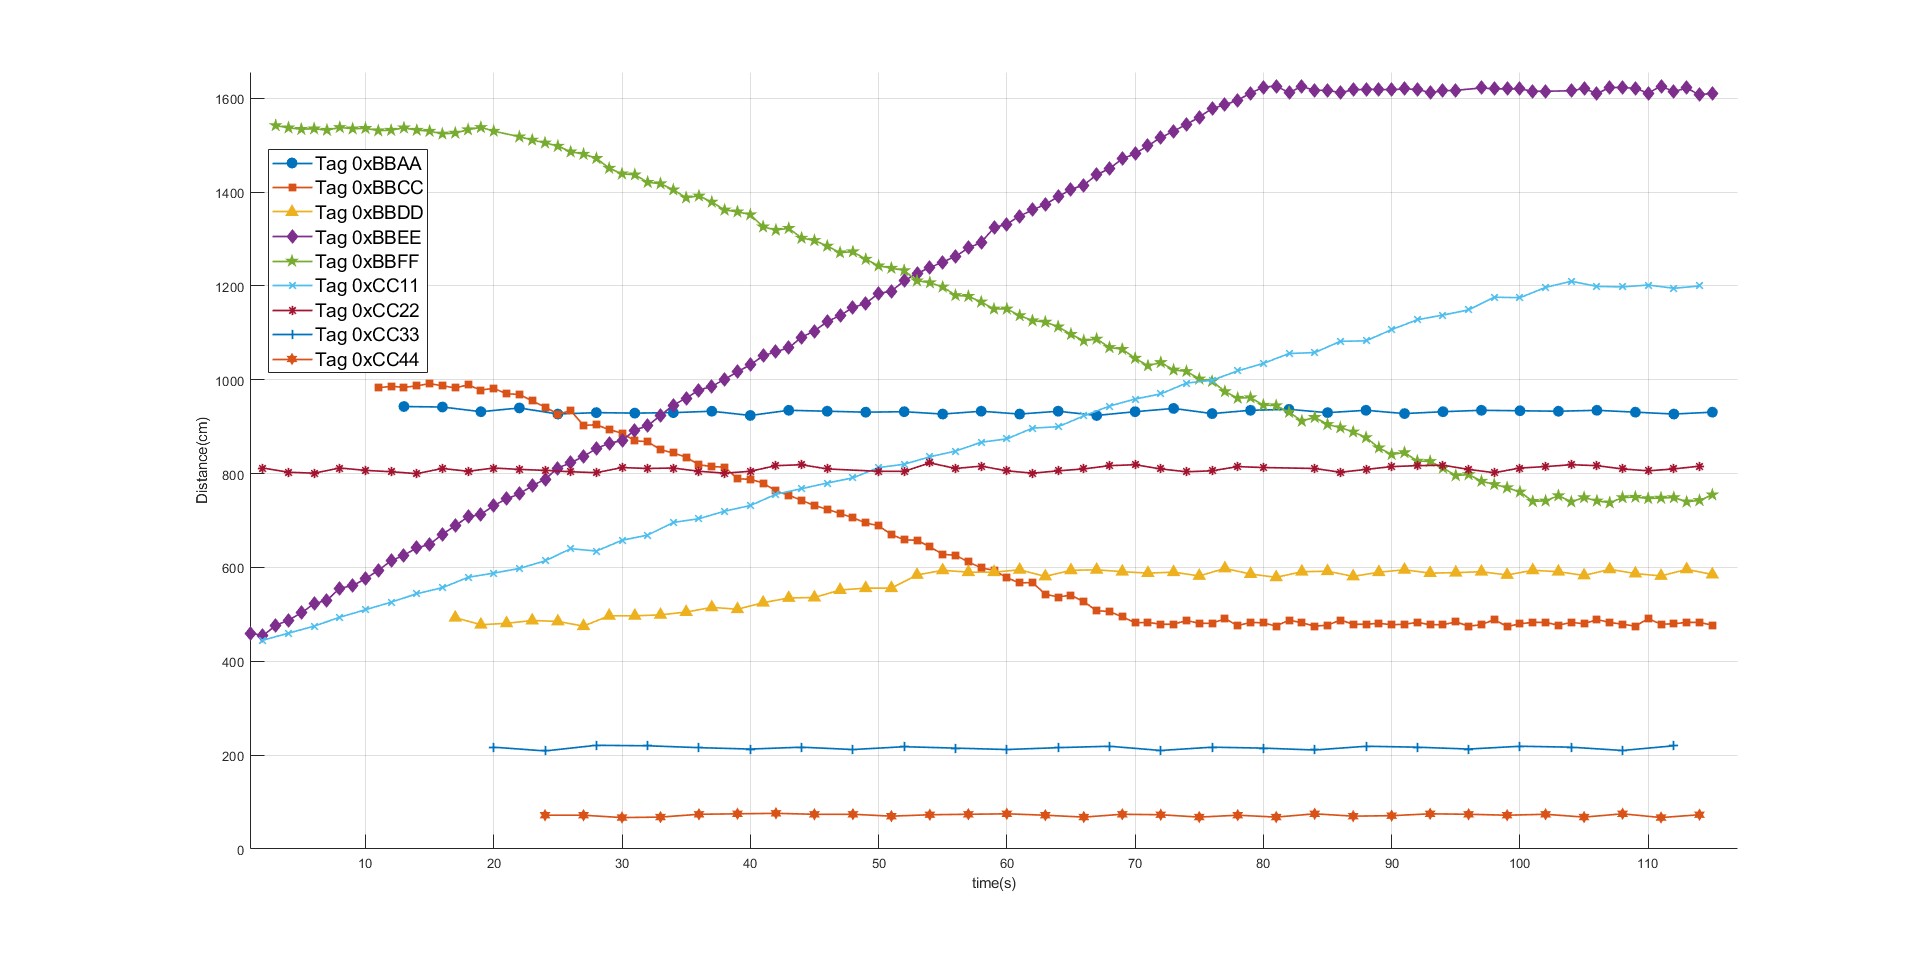 1600
1400
1200
1000
800
600
400
200
0
Distance(cm)
Tag 0xBBAA
Tag 0xBBCC
Tag 0xBBDD
Tag 0xBBEE
Tag 0xBBFF
Tag 0xCC11
Tag 0xCC22
Tag 0xCC33
Tag 0xCC44
10 20 30 40 50 60 70 80 90 100 110
time(s)